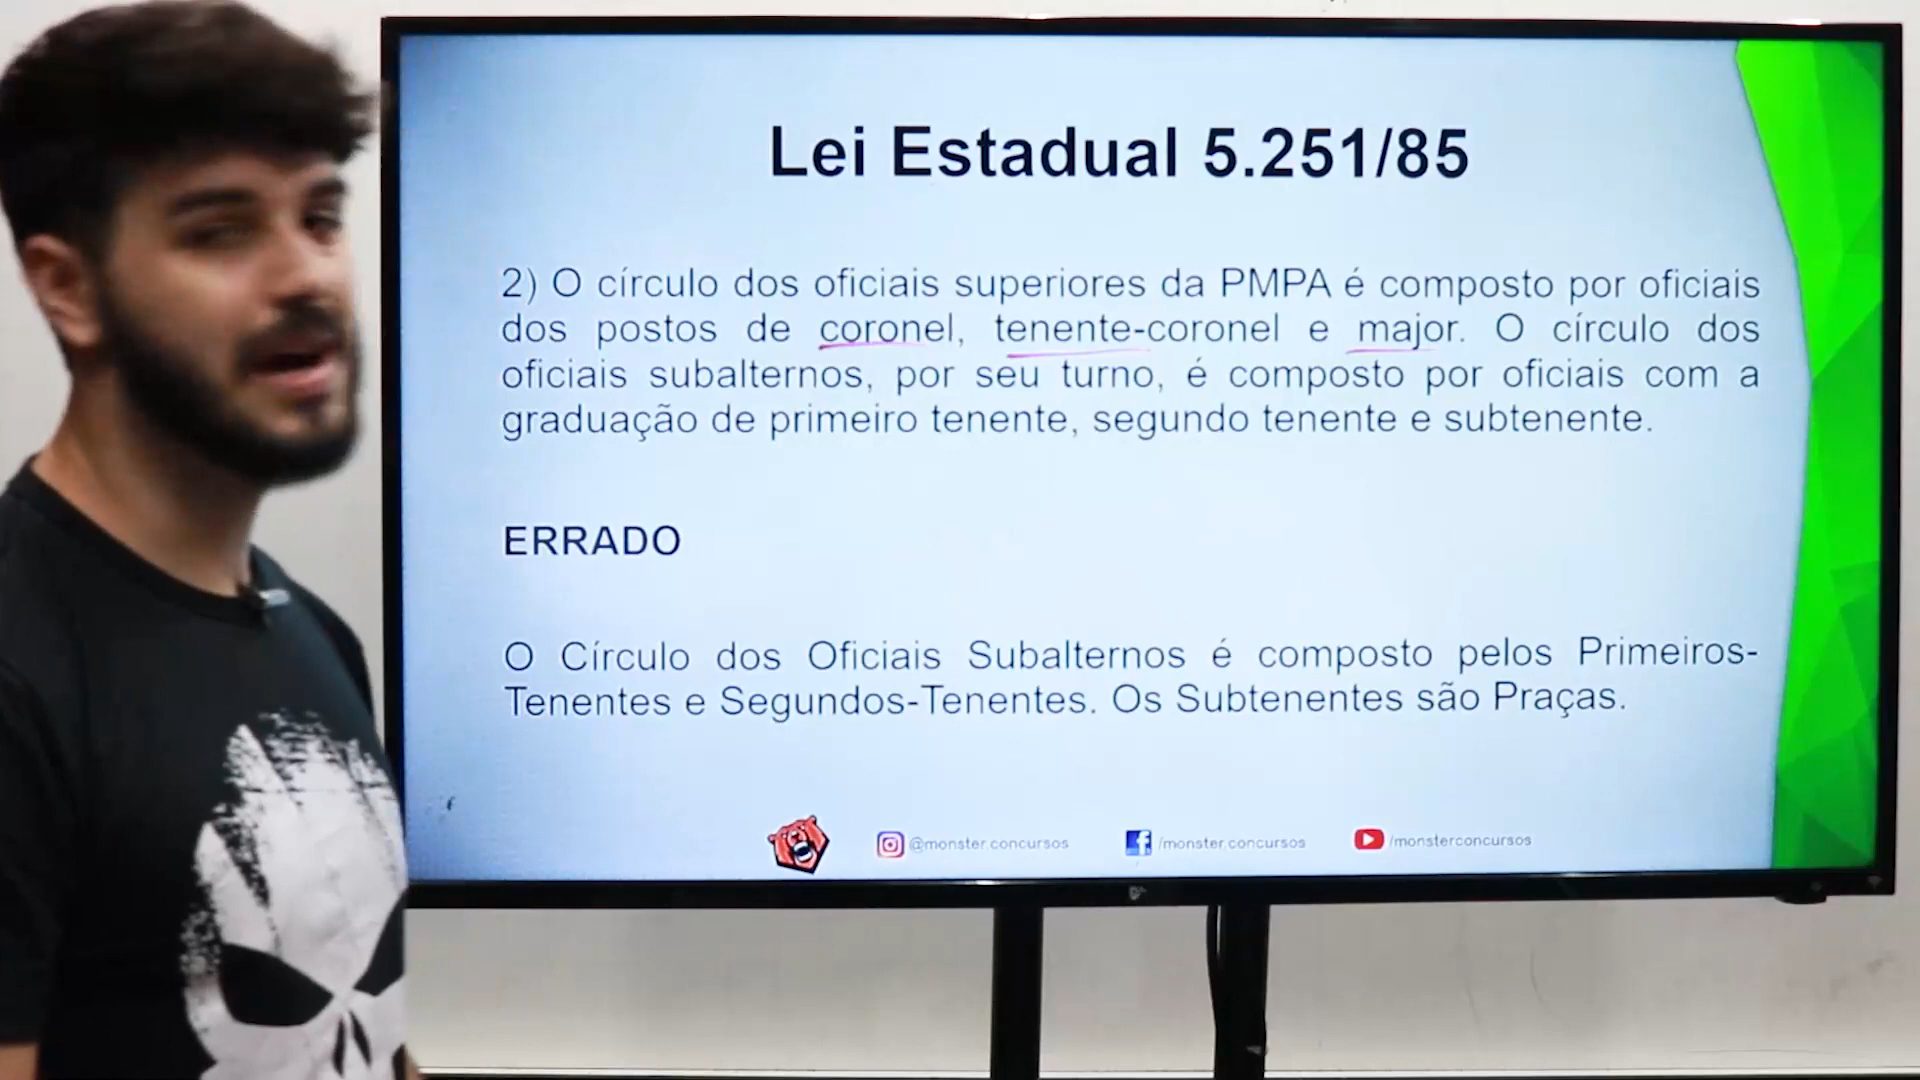 Lei Estadual 5.251/85
2) O círculo dos oficiais superiores da PMPA é composto por oficiais
dos postos de coronel, tenente-coronel e major. O círculo dos
oficiais subalternos, por seu turno, é composto por oficiais com a
graduação de primeiro tenente, segundo tenente e subtenente.
ERRADO
O Círculo dos Oficiais Subalternos é composto pelos Primeiros-
Tenentes e Segundos-Tenentes. Os Subtenentes são Praças.
@monster.concursos /monster.concursos /monsterconcursos